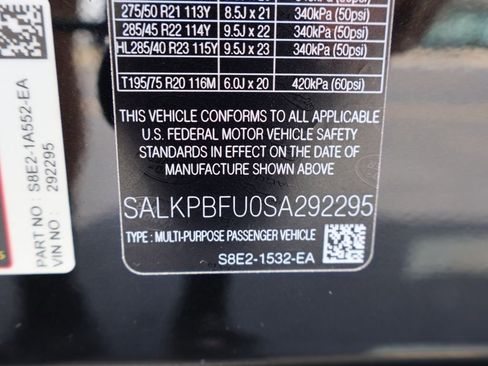 275/50 R21 113Y 8.5J x 21 340kPa (50psi)
285/45 R22 114Y 9.5J x 22 340kPa (50psi)
HL285/40 R23 115Y 9.5J x 23 340kPa (50psi)
T195/75 R20 116M 6.0J x 20 420kPa (60psi)
THIS VEHICLE CONFORMS TO ALL APPLICABLE
U.S. FEDERAL MOTOR VEHICLE SAFETY
STANDARDS IN EFFECT ON THE DATE OF
MANUFACTURE SHOWN ABOVE
SALKPBFU0SA292295
TYPE : MULTI-PURPOSE PASSENGER VEHICLE
S8E2-1532-EA
PART NO : S8E2-1A552-EA
VIN NO : 292295